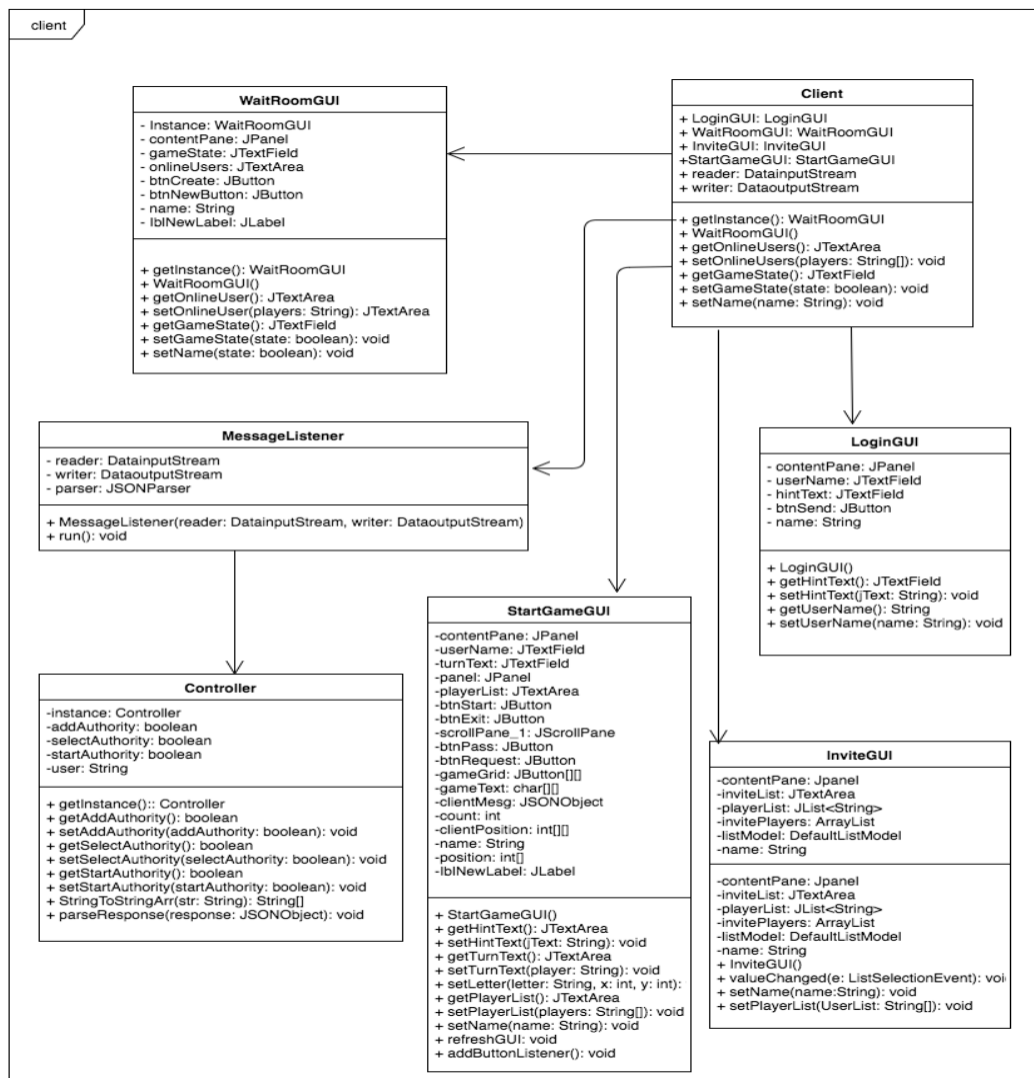 client
WaitRoomGUI
- Instance: WaitRoomGUI
- contentPane: JPanel
- gameState: JTextField
- onlineUsers: JTextArea
- btnCreate: JButton
- btnNewButton: JButton
- name: String
- lblNewLabel: JLabel
+ getInstance(): WaitRoomGUI
+ WaitRoomGUI()
+ getOnlineUser(): JTextArea
+ setOnlineUser(players: String): JTextArea
+ getGameState(): JTextField
+ setGameState(state: boolean): void
+ setName(state: boolean): void
Client
+ LoginGUI: LoginGUI
+ WaitRoomGUI: WaitRoomGUI
+ InviteGUI: InviteGUI
+StartGameGUI: StartGameGUI
+ reader: DatainputStream
+ writer: DataoutputStream
+ getInstance(): WaitRoomGUI
+ WaitRoomGUI()
+ getOnlineUsers(): JTextArea
+ setOnlineUsers(players: String[]): void
+ getGameState(): JTextField
+ setGameState(state: boolean): void
+ setName(name: String): void
MessageListener
- reader: DatainputStream
- writer: DataoutputStream
- parser: JSONParser
+ MessageListener(reader: DatainputStream, writer: DataoutputStream)
+ run(): void
LoginGUI
- contentPane: JPanel
- userName: JTextField
- hintText: JTextField
- btnSend: JButton
- name: String
+ LoginGUI()
+ getHintText(): JTextField
+ setHintText(jText: String): void
+ getUserName(): String
+ setUserName(name: String): void
StartGameGUI
-contentPane: JPanel
-userName: JTextField
-turnText: JTextField
-panel: JPanel
-playerList: JTextArea
-btnStart: JButton
-btnExit: JButton
-scrollPane_1: JScrollPane
-btnPass: JButton
-btnRequest: JButton
-gameGrid: JButton[][]
-gameText: char[][]
-clientMesg: JSONObject
-count: int
-clientPosition: int[][]
-name: String
-position: int[]
-lblNewLabel: JLabel
+ StartGameGUI()
+ getHintText(): JTextArea
+ setHintText(jText: String): void
+ getTurnText(): JTextArea
+ setTurnText(player: String): void
+ setLetter(letter: String, x: int, y: int):
+ getPlayerList(): JTextArea
+ setPlayerList(players: String[]): void
+ setName(name: String): void
+ refreshGUI: void
+ addButtonListener(): void
Controller
-instance: Controller
-addAuthority: boolean
-selectAuthority: boolean
-startAuthority: boolean
-user: String
+ getInstance:: Controller
+ getAddAuthority(): boolean
+ setAddAuthority(addAuthority: boolean): void
+ getSelectAuthority(): boolean
+ setSelectAuthority(selectAuthority: boolean): void
+ getStartAuthority(): boolean
+ setStartAuthority(startAuthority: boolean): void
+ StringToStringArr(str: String): String[]
+ parseResponse(response: JSONObject): void
InviteGUI
-contentPane: Jpanel
-inviteList: JTextArea
-playerList: JList<String>
-invitePlayers: ArrayList
-listModel: DefaultListModel
-name: String
-contentPane: Jpanel
-inviteList: JTextArea
-playerList: JList<String>
-invitePlayers: ArrayList
-listModel: DefaultListModel
-name: String
+ InviteGUI()
+ valueChanged(e: ListSelectionEvent): voi
+ setName(name:String): void
+ setPlayerList(UserList: String[]): void